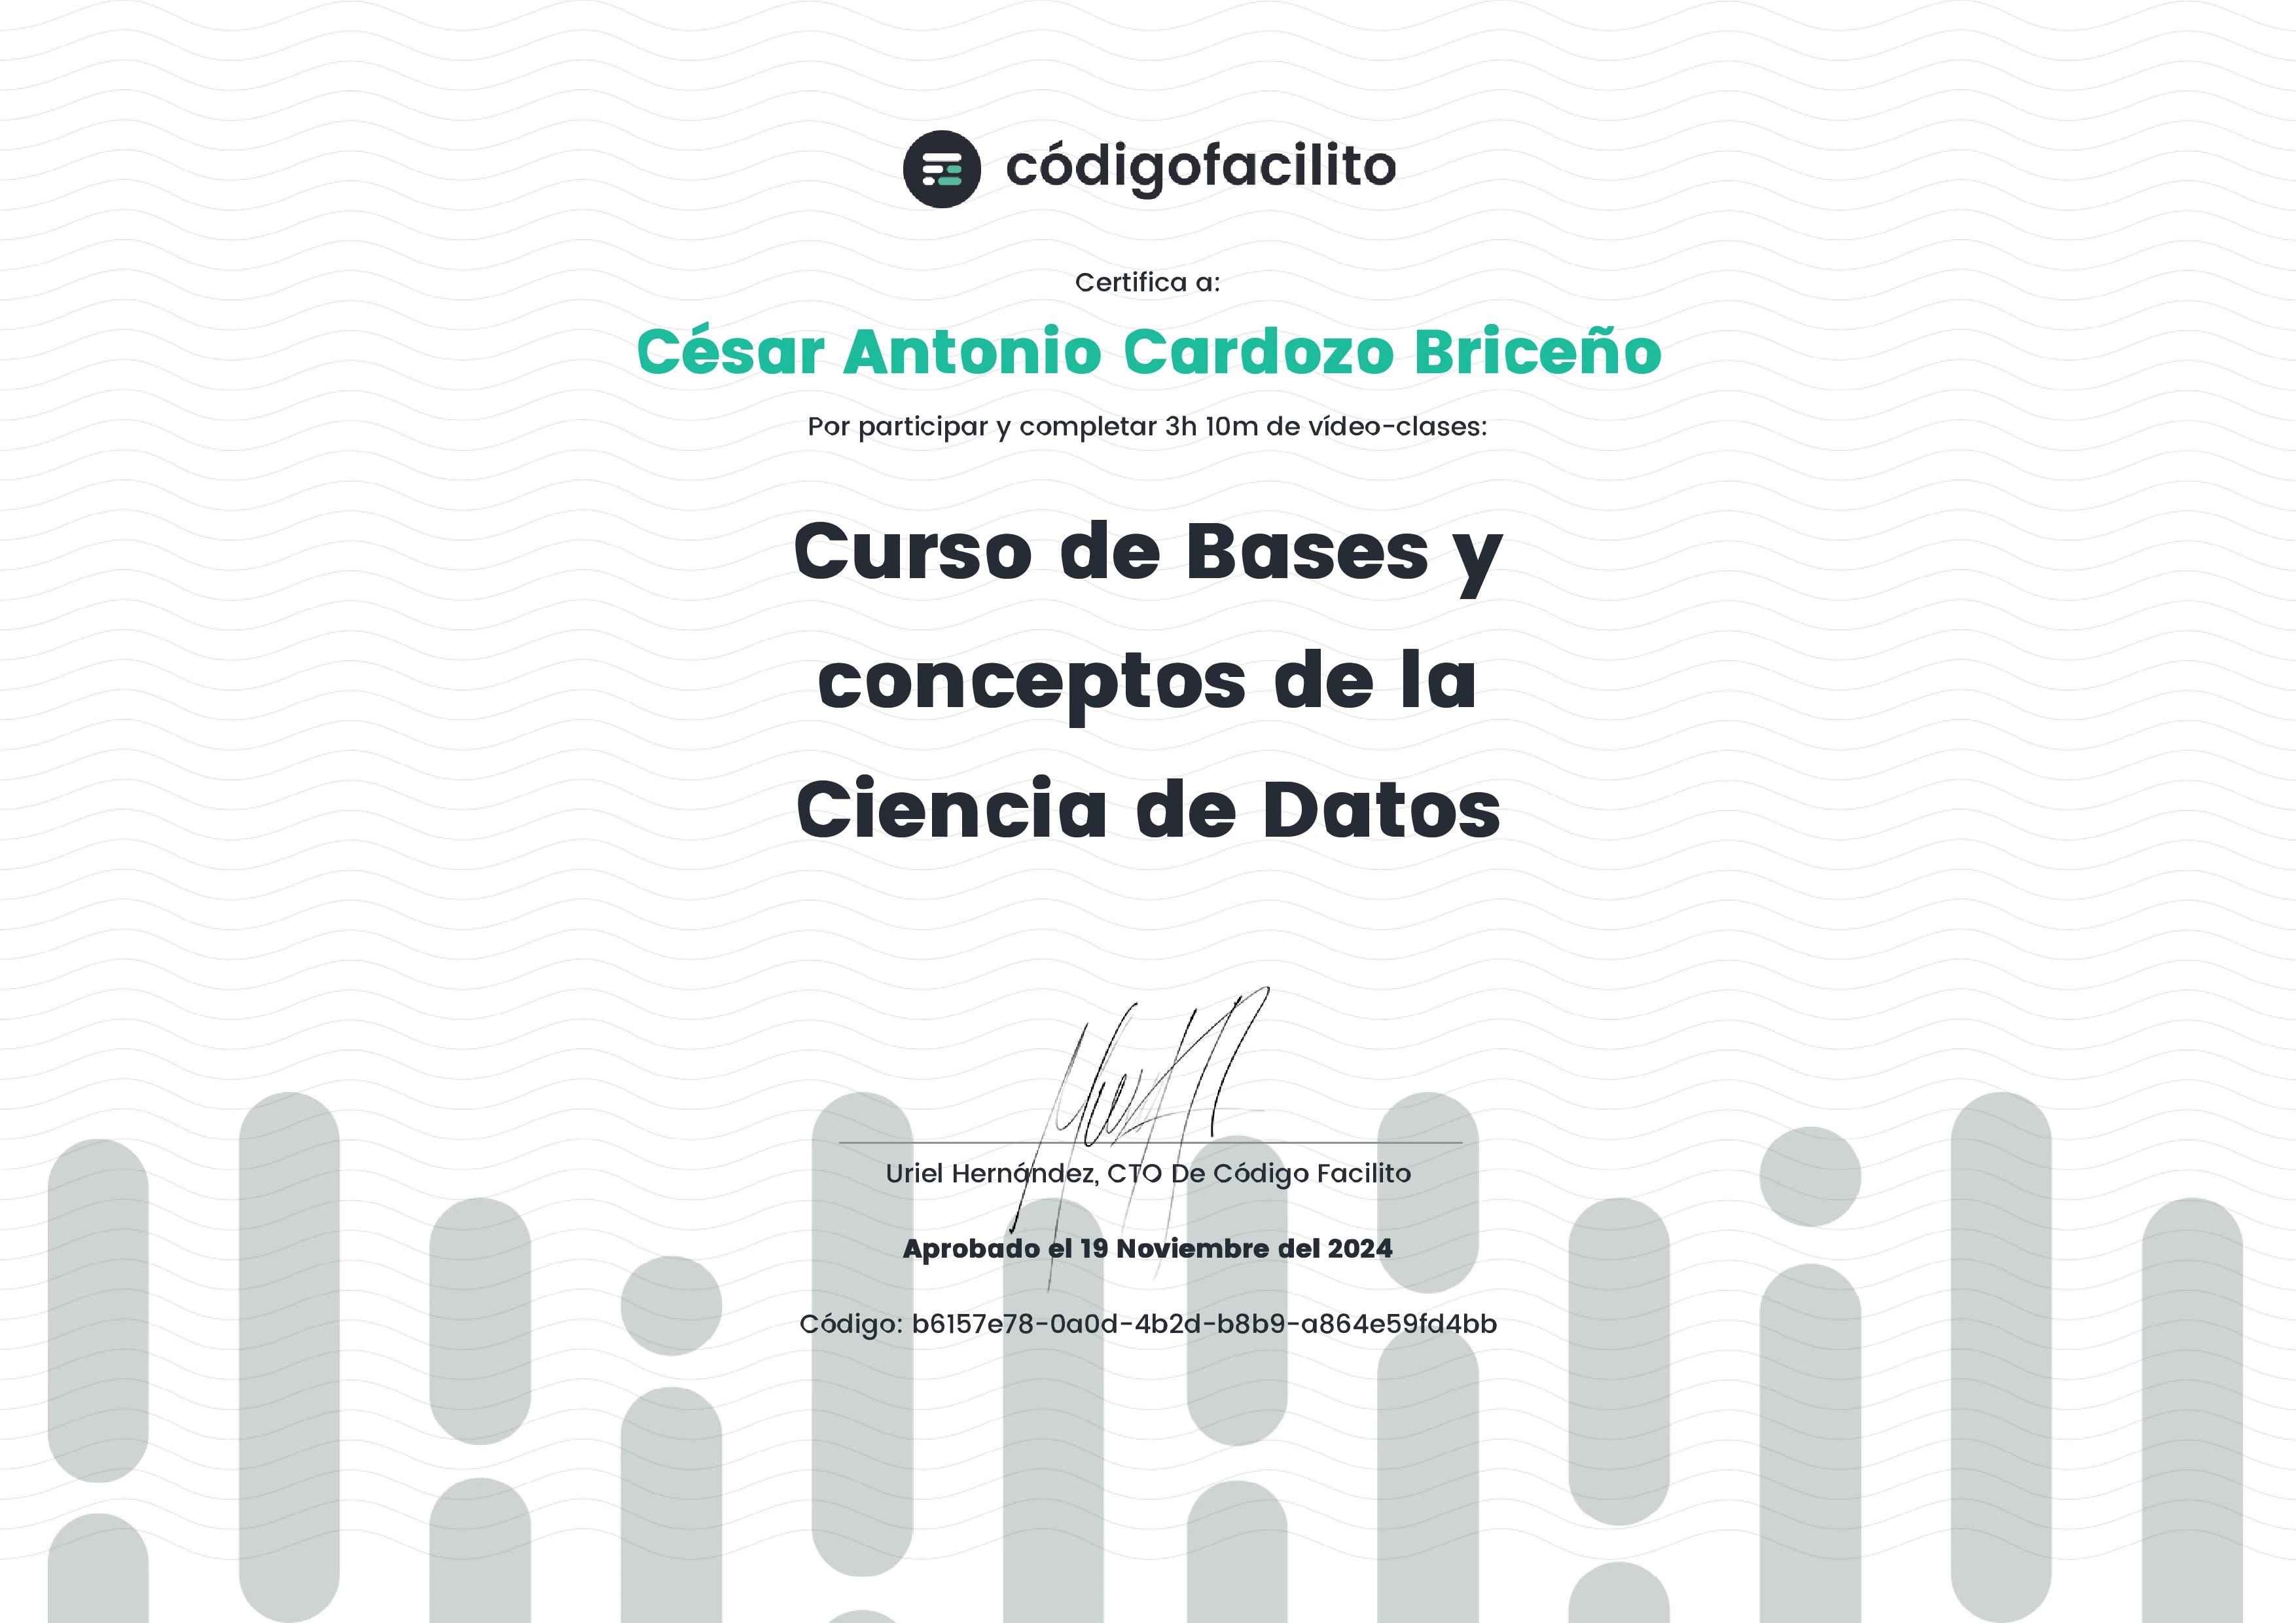 códigofacilito
Certifica a:
César Antonio Cardozo Briceño
Por participar y completar 3h 10m de vídeo-clases:
Curso de Bases y
conceptos de la
Ciencia de Datos
Uriel Hernández, CTO De Código Facilito
Aprobado el 19 Noviembre del 2024
Código: b6157e78-0a0d-4b2d-b8b9-a864e59fd4bb